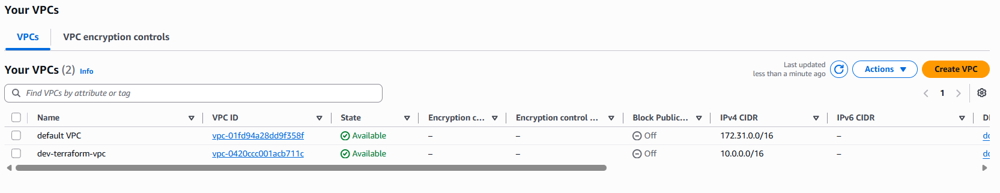 Your VPCs
VPCs VPC encryption controls
Your VPCs (2) Info
Last updated
less than a minute ago
Actions
Create VPC
Find VPCs by attribute or tag
1
Name VPC ID State Encryption c... Encryption control ... Block Public... IPv4 CIDR IPv6 CIDR
default VPC vpc-01fd94a28dd9f358f Available – – Off 172.31.0.0/16 –
dev-terraform-vpc vpc-0420ccc001acb711c Available – – Off 10.0.0.0/16 –